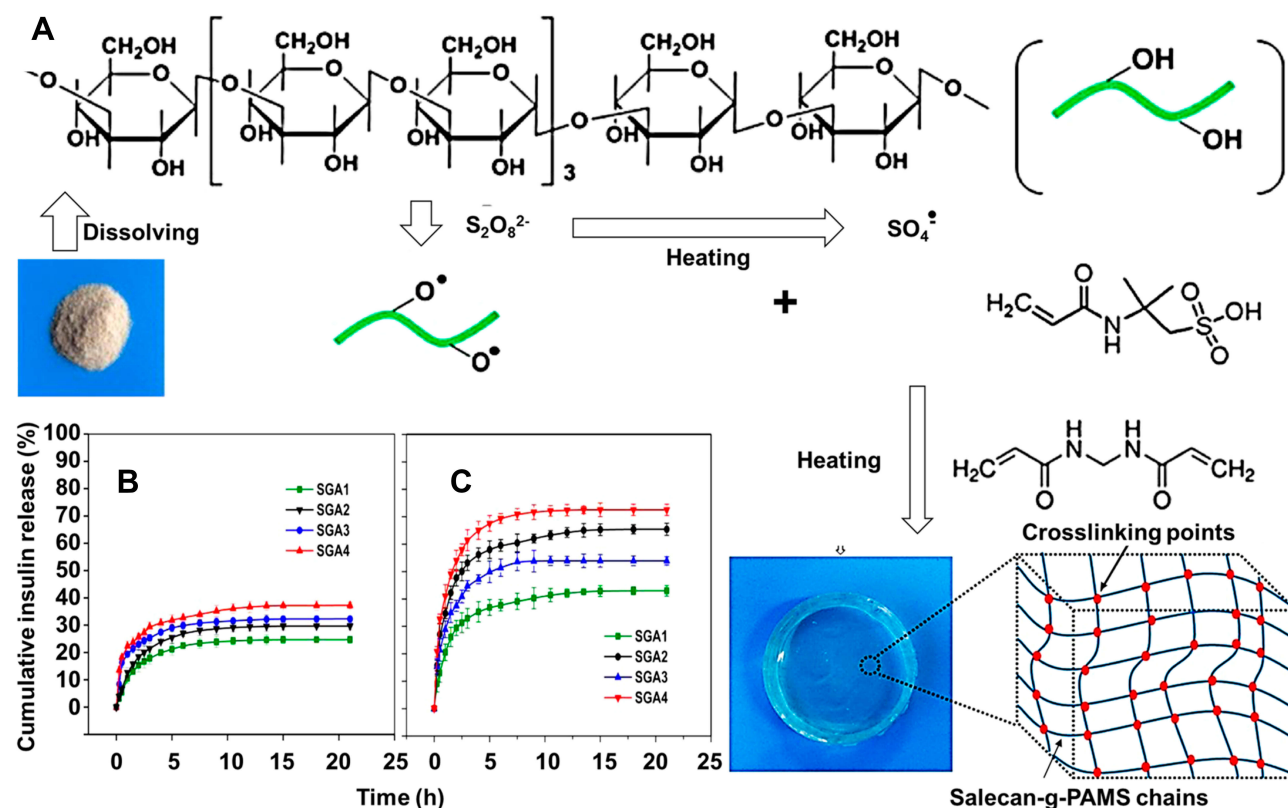 A
CH₂OH
CH₂OH
CH₂OH
CH₂OH
CH₂OH
O
O
O
O
O
O
O
O
O
O
O
OH
OH
OH
OH
OH
OH
OH
OH
OH
OH
3
OH
OH
Dissolving
S₂O₈²⁻
Heating
SO₄•̄
O•
O•
+
H₂C
O
N
H
O
S
OH
O
Heating
H
N
H
N
H₂C
O
O
CH₂
Cumulative insulin release (%)
100
90
80
70
60
50
40
30
20
10
0
B
SGA1
SGA2
SGA3
SGA4
0 5 10 15 20 25
C
SGA1
SGA2
SGA3
SGA4
0 5 10 15 20 25
Time (h)
Crosslinking points
Salecan-g-PAMS chains